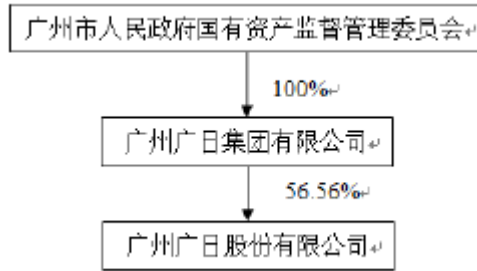 广州市人民政府国有资产监督管理委员会
100%
广州广日集团有限公司
56.56%
广州广日股份有限公司